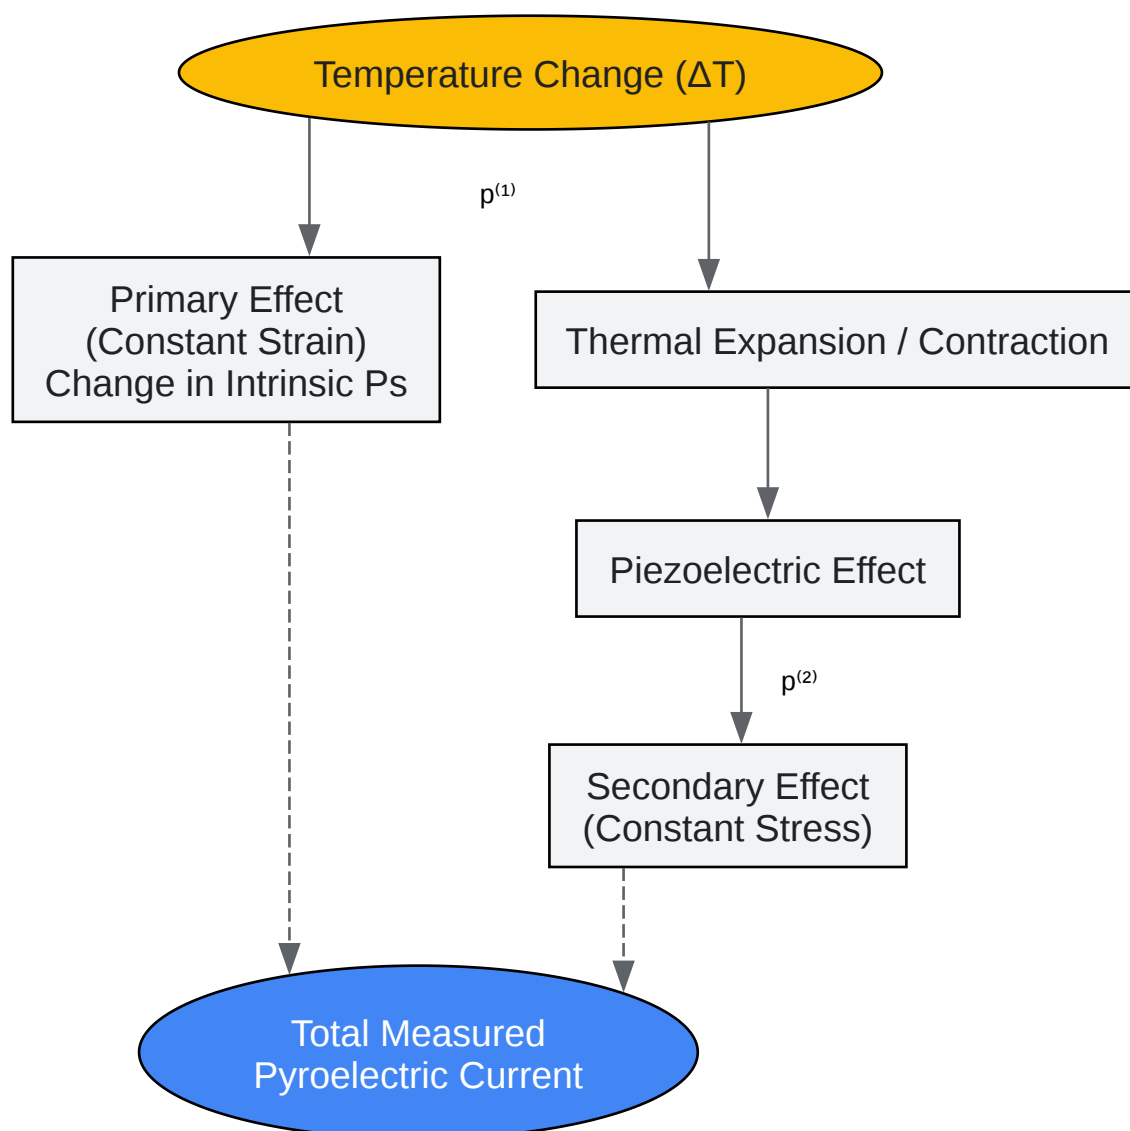 Temperature Change (ΔT)
p⁽¹⁾
Primary Effect
(Constant Strain)
Change in Intrinsic Ps
Thermal Expansion / Contraction
Piezoelectric Effect
p⁽²⁾
Secondary Effect
(Constant Stress)
Total Measured
Pyroelectric Current